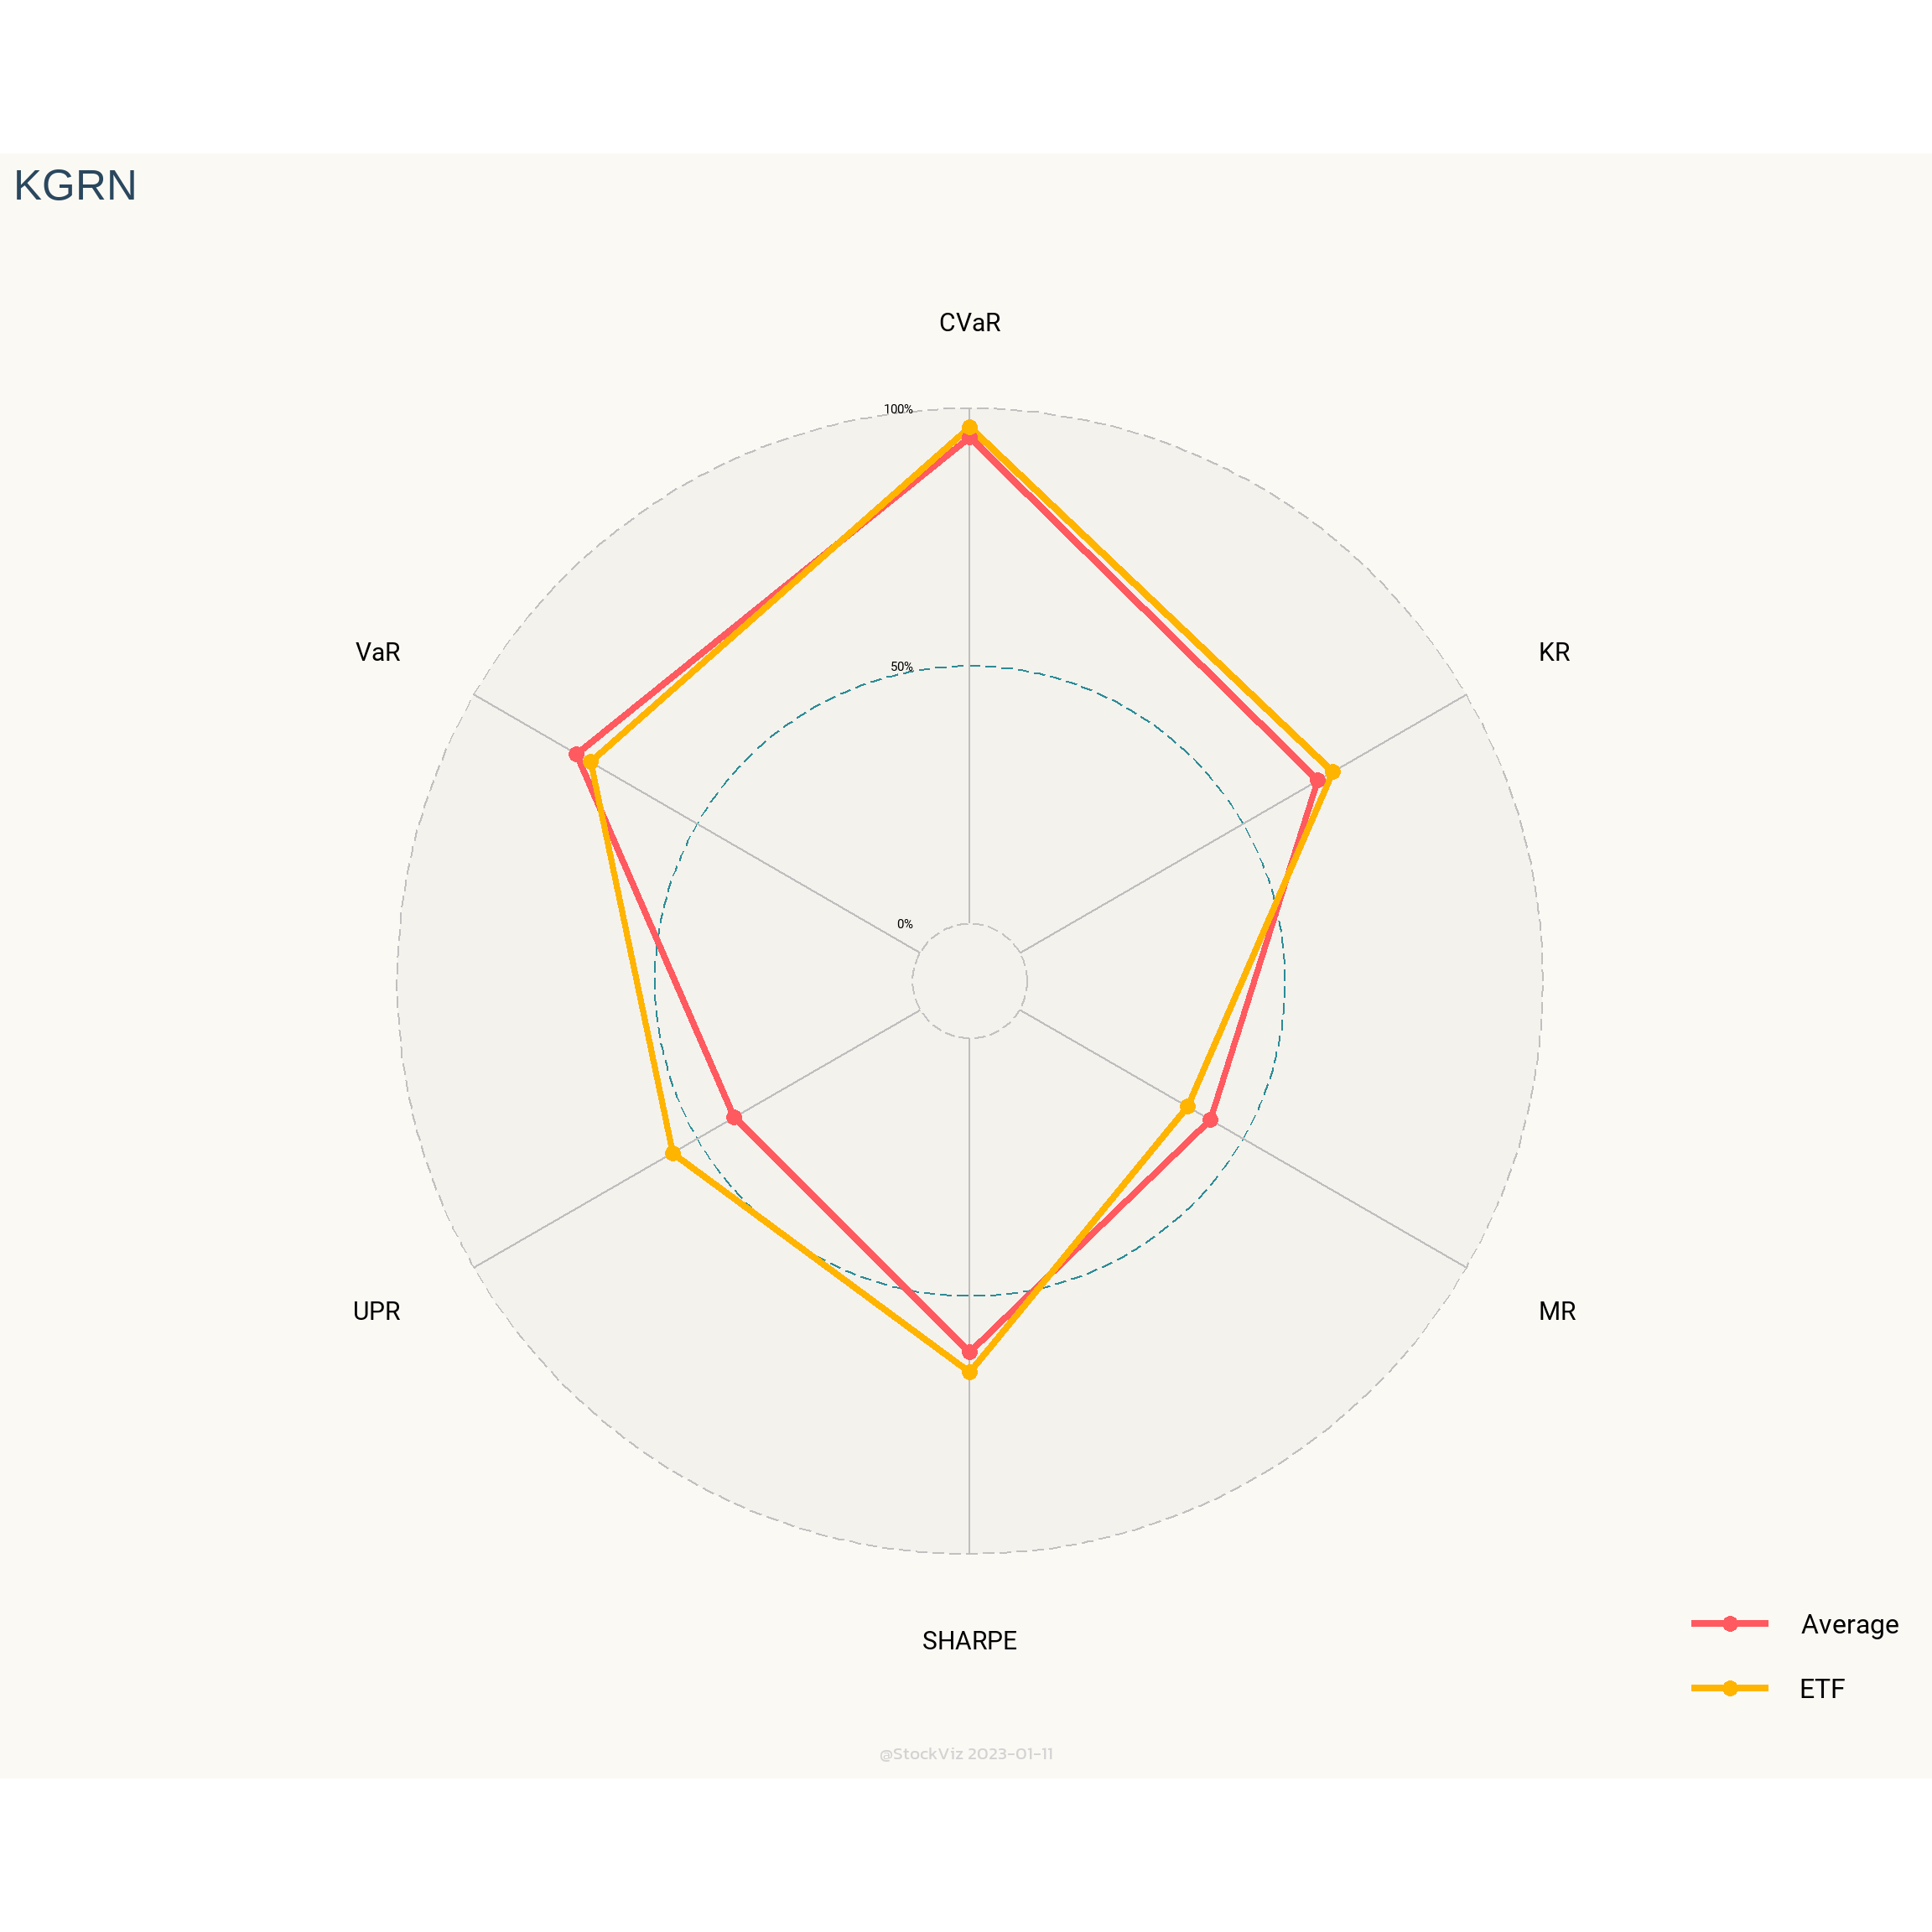 KGRN
CVaR
100%
VaR
KR
50%
0%
UPR
MR
SHARPE
Average
ETF
@StockViz 2023-01-11